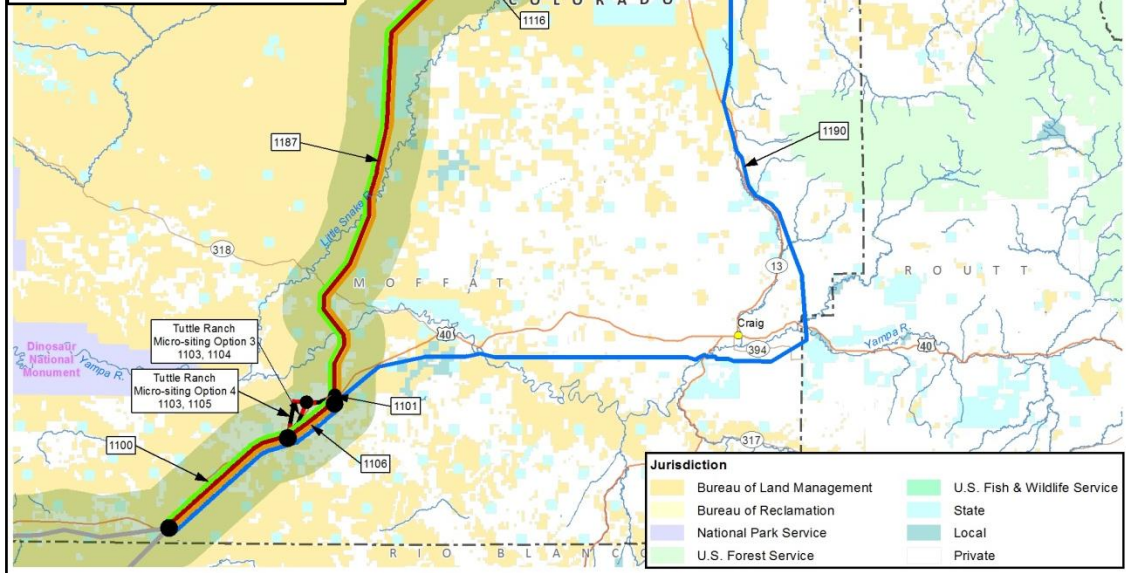 COLORADO
1116
1190
1187
Little Snake R.
318
MOFFAT
ROUTT
13
Tuttle Ranch
Micro-siting Option 3
1103, 1104
Craig
40
Dinosaur
National
Monument
Yampa R.
394
Yampa R.
40
Tuttle Ranch
Micro-siting Option 4
1103, 1105
1101
1100
1106
317
RIO BLANCO
Jurisdiction
Bureau of Land Management
Bureau of Reclamation
National Park Service
U.S. Forest Service
U.S. Fish & Wildlife Service
State
Local
Private